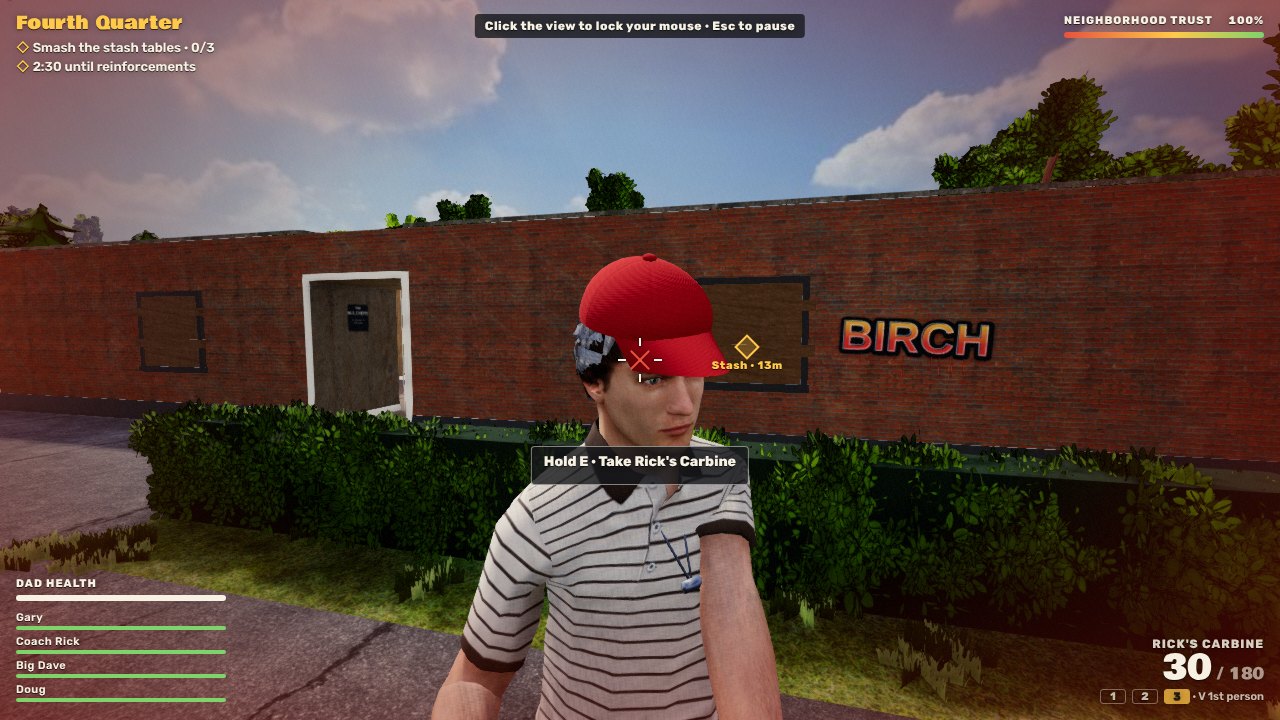 Fourth Quarter
Smash the stash tables · 0/3
2:30 until reinforcements
Click the view to lock your mouse · Esc to pause
NEIGHBORHOOD TRUST 100%
BIRCH
Stash · 13m
Hold E · Take Rick's Carbine
DAD HEALTH
Gary
Coach Rick
Big Dave
Doug
RICK'S CARBINE
30 / 180
1 2 3 · V 1st person